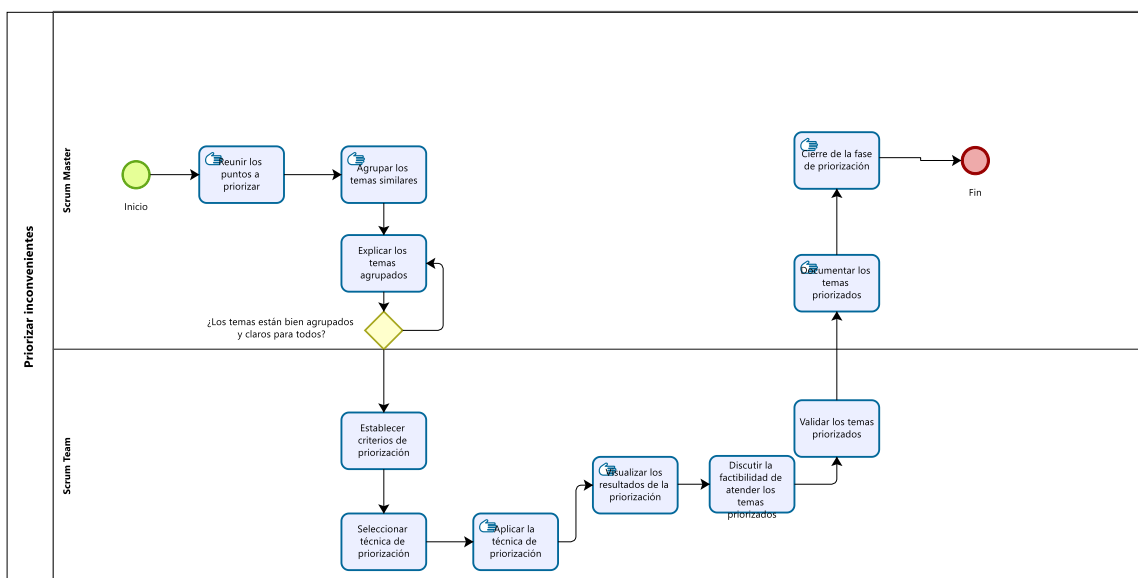 Priorizar inconvenientes
Scrum Master
Inicio
Reunir los
puntos a
priorizar
Agrupar los
temas similares
Explicar los
temas
agrupados
¿Los temas están bien agrupados
y claros para todos?
Cierre de la fase
de priorización
Fin
Documentar los
temas
priorizados
Scrum Team
Establecer
criterios de
priorización
Seleccionar
técnica de
priorización
Aplicar la
técnica de
priorización
Visualizar los
resultados de la
priorización
Discutir la
factibilidad de
atender los
temas
priorizados
Validar los temas
priorizados